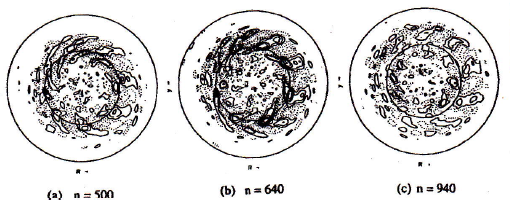 (a) n = 500
(b) n = 640
(c) n = 940